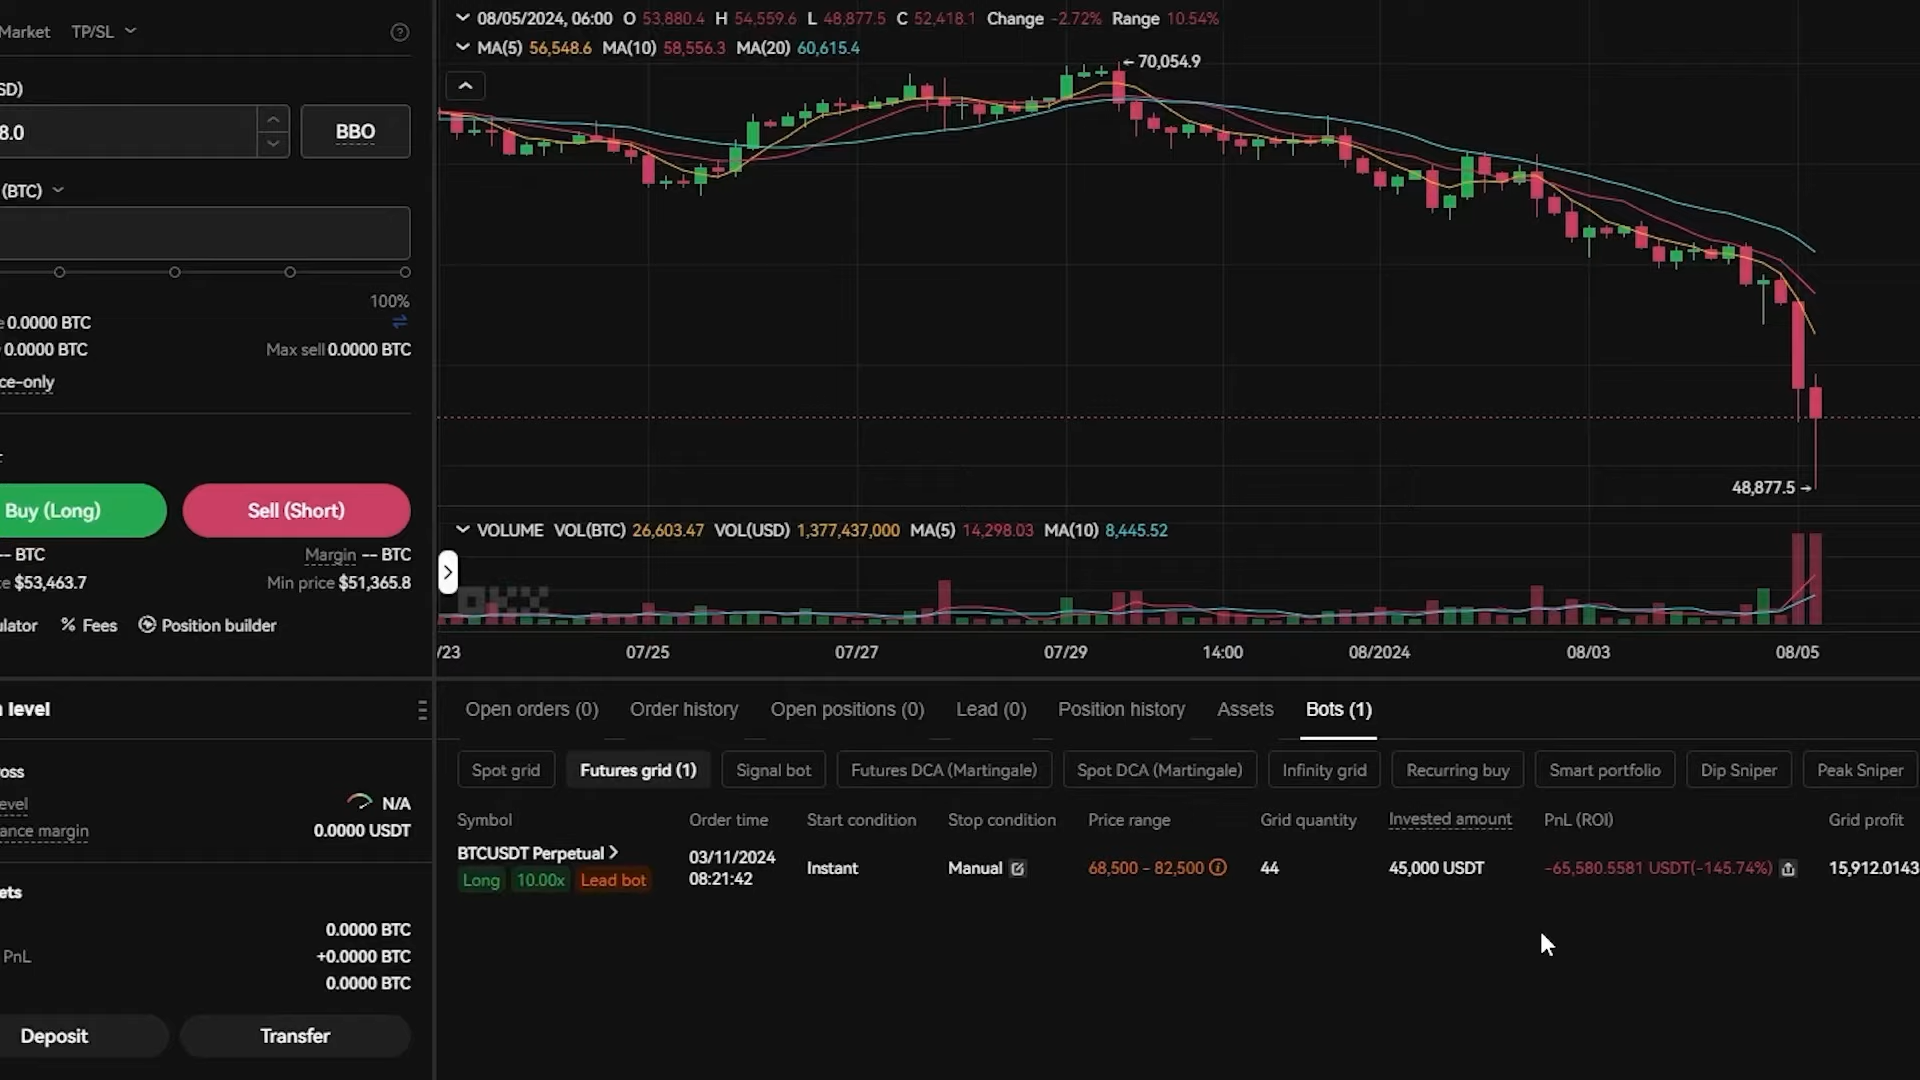 Market TP/SL
SD)
8.0
BBO
(BTC)
100%
e 0.0000 BTC
0.0000 BTC
Max sell 0.0000 BTC
ce-only
Buy (Long)
Sell (Short)
-- BTC
Margin -- BTC
ce $53,463.7
Min price $51,365.8
ulator
% Fees
Position builder
08/05/2024, 06:00 O 53,880.4 H 54,559.6 L 48,877.5 C 52,418.1 Change -2.72% Range 10.54%
MA(5) 56,548.6 MA(10) 58,556.3 MA(20) 60,615.4
←70,054.9
48,877.5→
VOLUME VOL(BTC) 26,603.47 VOL(USD) 1,377,437,000 MA(5) 14,298.03 MA(10) 8,445.52
OKX
/23 07/25 07/27 07/29 14:00 08/2024 08/03 08/05
level
oss
evel
N/A
ance margin
0.0000 USDT
ets
0.0000 BTC
PnL
+0.0000 BTC
0.0000 BTC
Deposit
Transfer
Open orders (0) Order history Open positions (0) Lead (0) Position history Assets Bots (1)
Spot grid Futures grid (1) Signal bot Futures DCA (Martingale) Spot DCA (Martingale) Infinity grid Recurring buy Smart portfolio Dip Sniper Peak Sniper
Symbol Order time Start condition Stop condition Price range Grid quantity Invested amount PnL (ROI) Grid profit
BTCUSDT Perpetual
Long 10.00x Lead bot
03/11/2024
08:21:42
Instant
Manual
68,500 - 82,500
44
45,000 USDT
-65,580.5581 USDT(-145.74%)
15,912.0143